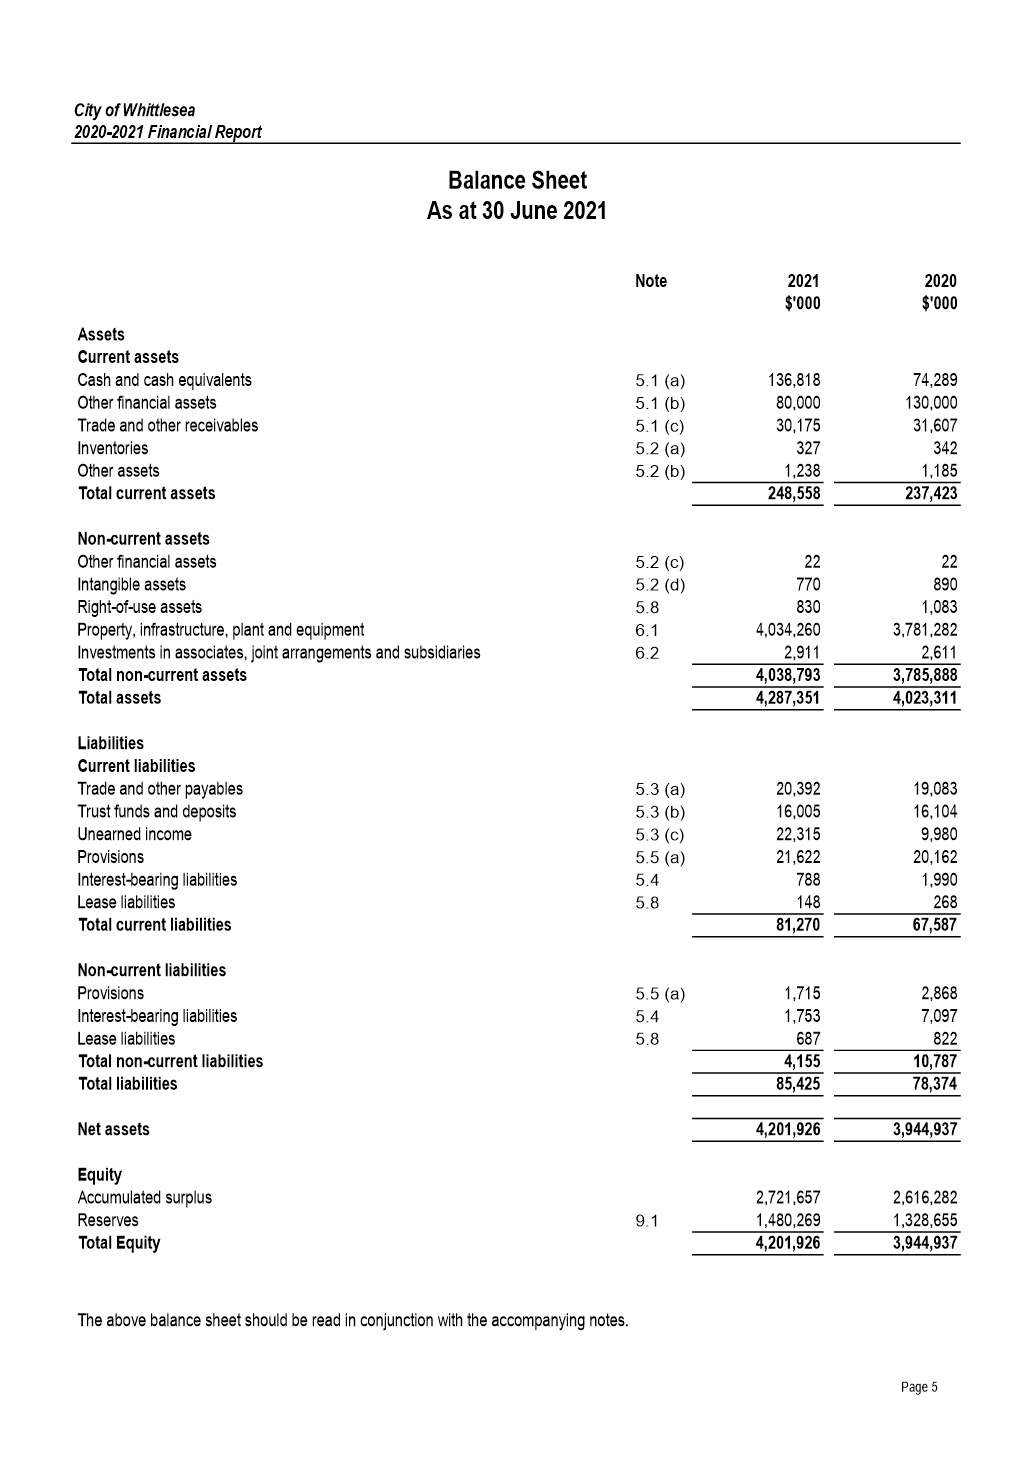 City of Whittlesea
2020-2021 Financial Report
Balance Sheet
As at 30 June 2021
Note 2021 2020
$'000 $'000
Assets
Current assets
Cash and cash equivalents 5.1 (a) 136,818 74,289
Other financial assets 5.1 (b) 80,000 130,000
Trade and other receivables 5.1 (c) 30,175 31,607
Inventories 5.2 (a) 327 342
Other assets 5.2 (b) 1,238 1,185
Total current assets 248,558 237,423
Non-current assets
Other financial assets 5.2 (c) 22 22
Intangible assets 5.2 (d) 770 890
Right-of-use assets 5.8 830 1,083
Property, infrastructure, plant and equipment 6.1 4,034,260 3,781,282
Investments in associates, joint arrangements and subsidiaries 6.2 2,911 2,611
Total non-current assets 4,038,793 3,785,888
Total assets 4,287,351 4,023,311
Liabilities
Current liabilities
Trade and other payables 5.3 (a) 20,392 19,083
Trust funds and deposits 5.3 (b) 16,005 16,104
Unearned income 5.3 (c) 22,315 9,980
Provisions 5.5 (a) 21,622 20,162
Interest-bearing liabilities 5.4 788 1,990
Lease liabilities 5.8 148 268
Total current liabilities 81,270 67,587
Non-current liabilities
Provisions 5.5 (a) 1,715 2,868
Interest-bearing liabilities 5.4 1,753 7,097
Lease liabilities 5.8 687 822
Total non-current liabilities 4,155 10,787
Total liabilities 85,425 78,374
Net assets 4,201,926 3,944,937
Equity
Accumulated surplus 2,721,657 2,616,282
Reserves 9.1 1,480,269 1,328,655
Total Equity 4,201,926 3,944,937
The above balance sheet should be read in conjunction with the accompanying notes.
Page 5